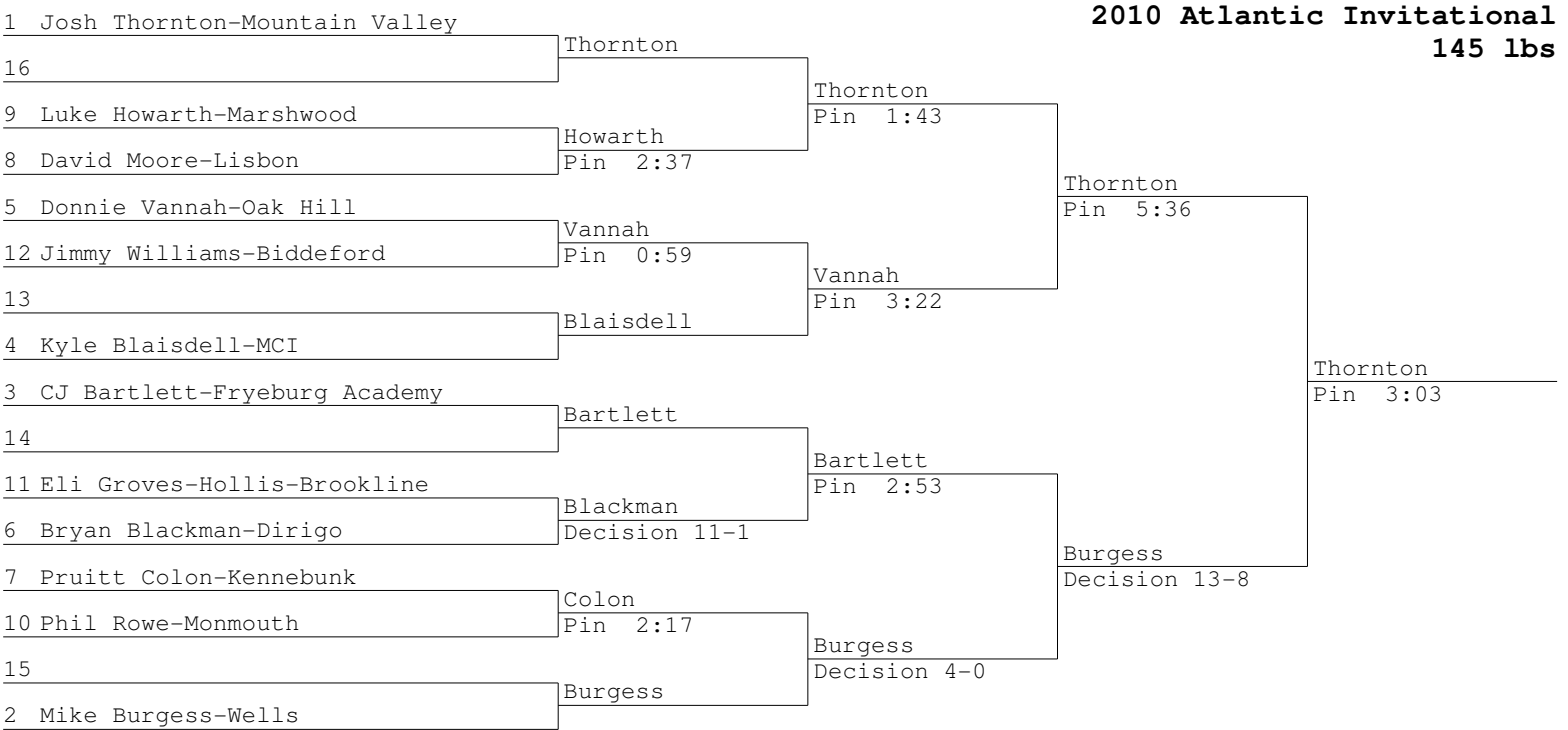 2010 Atlantic Invitational
145 lbs
1 Josh Thornton-Mountain Valley
16
9 Luke Howarth-Marshwood
8 David Moore-Lisbon
5 Donnie Vannah-Oak Hill
12 Jimmy Williams-Biddeford
13
4 Kyle Blaisdell-MCI
3 CJ Bartlett-Fryeburg Academy
14
11 Eli Groves-Hollis-Brookline
6 Bryan Blackman-Dirigo
7 Pruitt Colon-Kennebunk
10 Phil Rowe-Monmouth
15
2 Mike Burgess-Wells
Thornton
Howarth
Pin 2:37
Vannah
Pin 0:59
Blaisdell
Bartlett
Blackman
Decision 11-1
Colon
Pin 2:17
Burgess
Thornton
Pin 1:43
Vannah
Pin 3:22
Bartlett
Pin 2:53
Burgess
Decision 4-0
Thornton
Pin 5:36
Burgess
Decision 13-8
Thornton
Pin 3:03